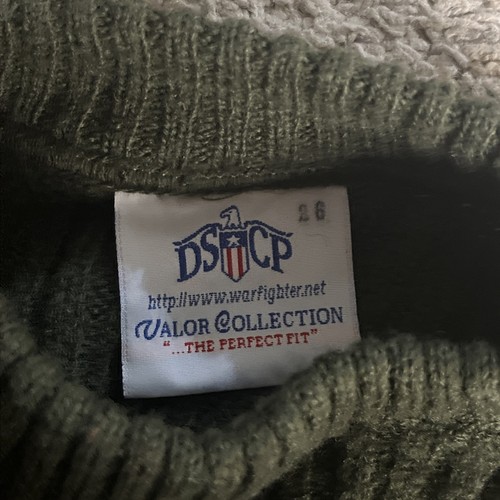 26
DSCP
http://www.warfighter.net
VALOR COLLECTION
"...THE PERFECT FIT"